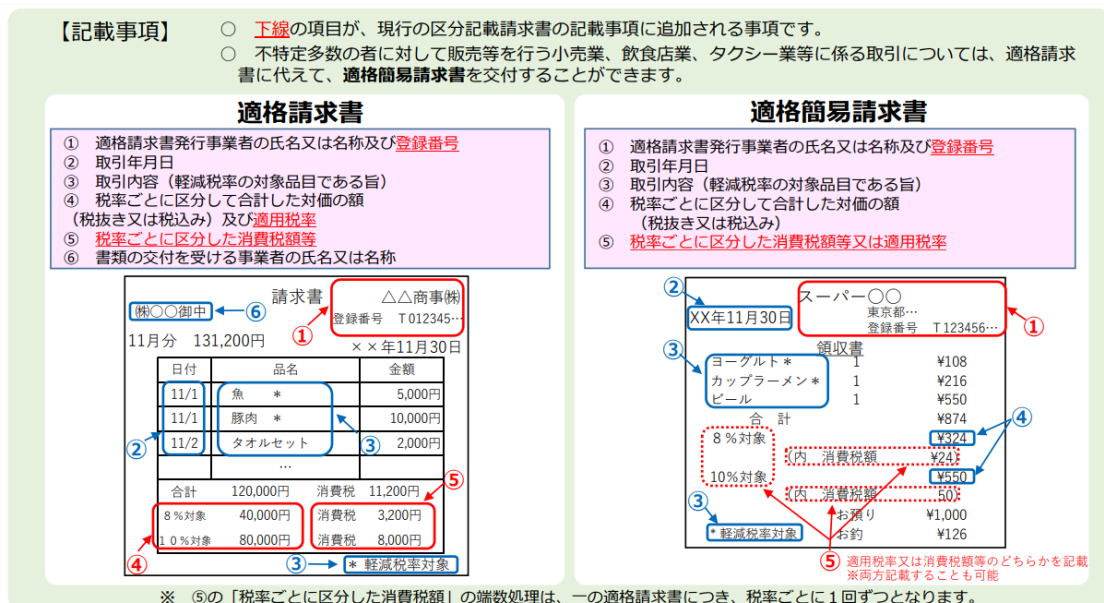 【記載事項】
○ 下線の項目が、現行の区分記載請求書の記載事項に追加される事項です。
○ 不特定多数の者に対して販売等を行う小売業、飲食店業、タクシー業等に係る取引については、適格請求
書に代えて、適格簡易請求書を交付することができます。
適格請求書
① 適格請求書発行事業者の氏名又は名称及び登録番号
② 取引年月日
③ 取引内容（軽減税率の対象品目である旨）
④ 税率ごとに区分して合計した対価の額
（税抜き又は税込み）及び適用税率
⑤ 税率ごとに区分した消費税額等
⑥ 書類の交付を受ける事業者の氏名又は名称
請求書 △△商事㈱
㈱〇〇御中 ⑥
① 登録番号 T012345…
11月分 131,200円
××年11月30日
日付 品名 金額
11/1 魚 * 5,000円
11/1 豚肉 * 10,000円
11/2 タオルセット 2,000円
② ③
…
⑤
合計 120,000円 消費税 11,200円
8%対象 40,000円 消費税 3,200円
10%対象 80,000円 消費税 8,000円
④ ③ * 軽減税率対象
適格簡易請求書
① 適格請求書発行事業者の氏名又は名称及び登録番号
② 取引年月日
③ 取引内容（軽減税率の対象品目である旨）
④ 税率ごとに区分して合計した対価の額
（税抜き又は税込み）
⑤ 税率ごとに区分した消費税額等又は適用税率
② スーパー〇〇
東京都…
XX年11月30日
登録番号 T123456… ①
領収書
③ ヨーグルト* 1 ¥108
カップラーメン* 1 ¥216
ビール 1 ¥550
合 計 ¥874
8%対象 ¥324 ④
(内 消費税額 ¥24)
10%対象 ¥550
(内 消費税額 50)
③ お預り ¥1,000
* 軽減税率対象 お釣 ¥126
⑤ 適用税率又は消費税額等のどちらかを記載
※両方記載することも可能
※ ⑤の「税率ごとに区分した消費税額」の端数処理は、一の適格請求書につき、税率ごとに1回ずつとなります。